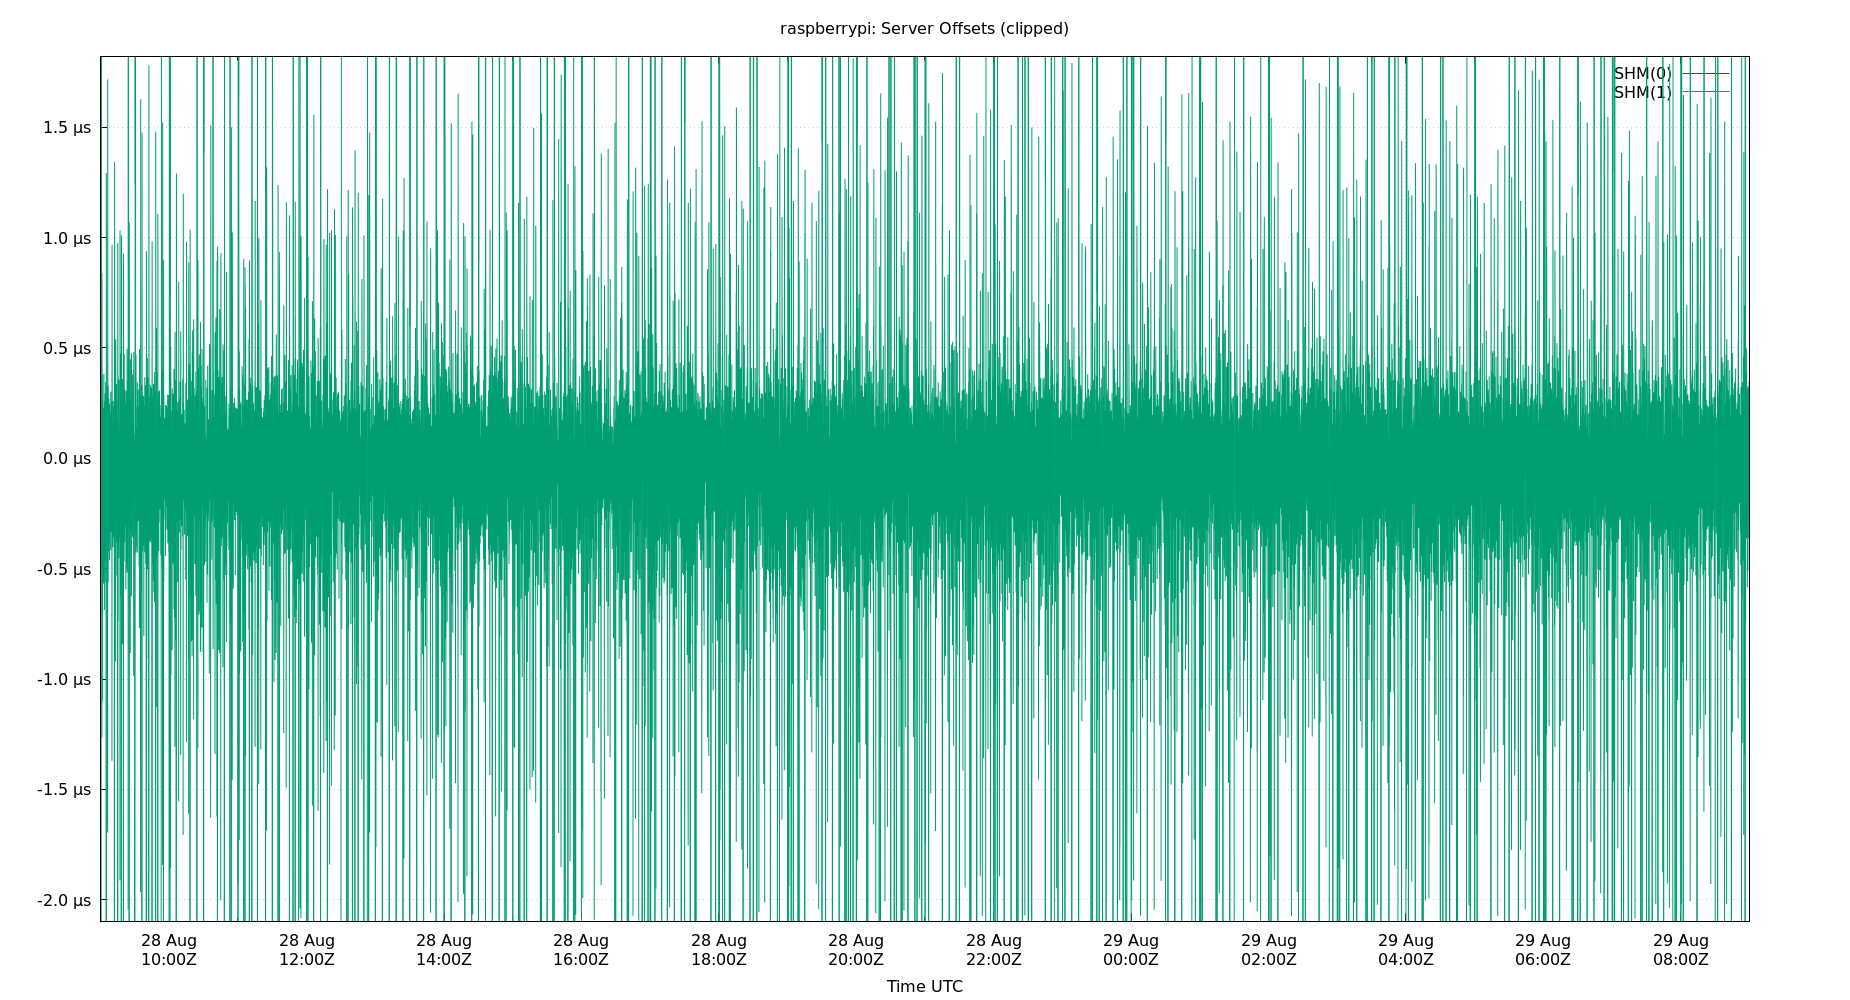 raspberrypi: Server Offsets (clipped)
SHM(0)
SHM(1)
1.5 µs
1.0 µs
0.5 µs
0.0 µs
-0.5 µs
-1.0 µs
-1.5 µs
-2.0 µs
28 Aug 28 Aug 28 Aug 28 Aug 28 Aug 28 Aug 28 Aug 29 Aug 29 Aug 29 Aug 29 Aug 29 Aug
10:00Z 12:00Z 14:00Z 16:00Z 18:00Z 20:00Z 22:00Z 00:00Z 02:00Z 04:00Z 06:00Z 08:00Z
Time UTC